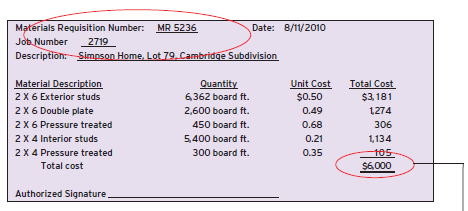 Materials Requisition Number: MR 5236 Date: 8/11/2010
Job Number 2719
Description: Simpson Home, Lot 79, Cambridge Subdivision
Material Description Quantity Unit Cost Total Cost
2 X 6 Exterior studs 6,362 board ft. $0.50 $3,181
2 X 6 Double plate 2,600 board ft. 0.49 1,274
2 X 6 Pressure treated 450 board ft. 0.68 306
2 X 4 Interior studs 5,400 board ft. 0.21 1,134
2 X 4 Pressure treated 300 board ft. 0.35 105
Total cost $6,000
Authorized Signature